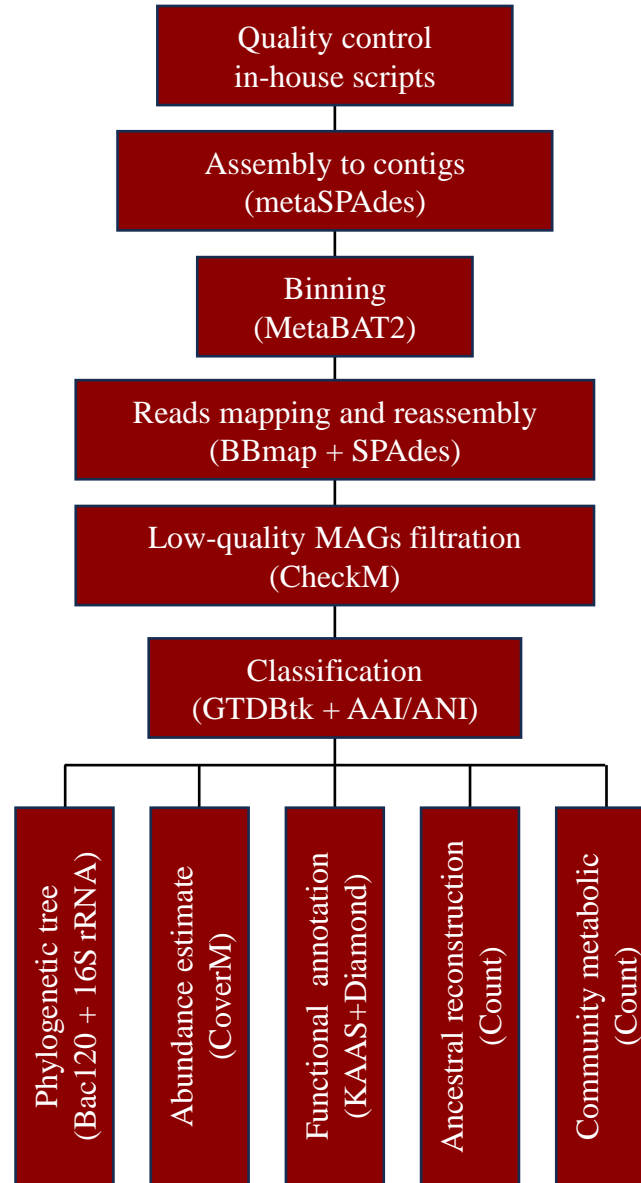 Quality control
in-house scripts
Assembly to contigs
(metaSPAdes)
Binning
(MetaBAT2)
Reads mapping and reassembly
(BBmap + SPAdes)
Low-quality MAGs filtration
(CheckM)
Classification
(GTDBtk + AAI/ANI)
Phylogenetic tree
(Bac120 + 16S rRNA)
Abundance estimate
(CoverM)
Functional annotation
(KAAS+Diamond)
Ancestral reconstruction
(Count)
Community metabolic
(Count)